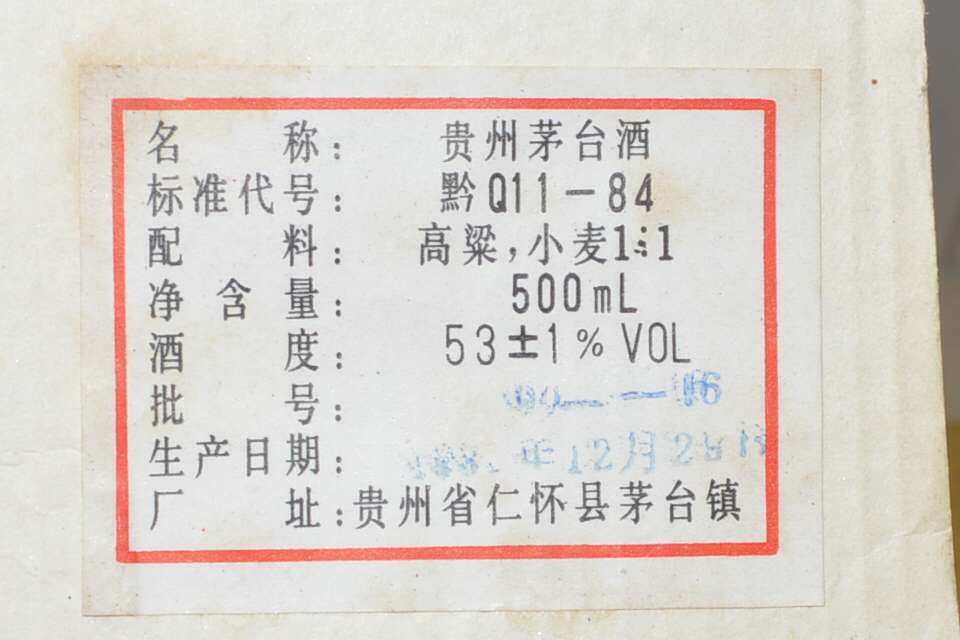 名称：贵州茅台酒
标准代号：黔Q11-84
配料：高粱,小麦1:1
净含量：500mL
酒度：53±1% VOL
批号：
生产日期：年12月2
厂址：贵州省仁怀县茅台镇